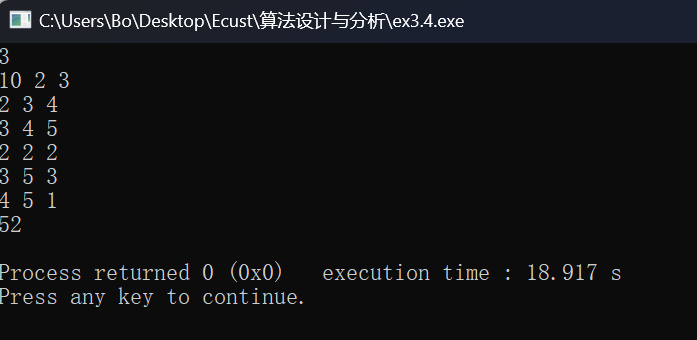 C:\Users\Bo\Desktop\Ecust\算法设计与分析\ex3.4.exe
3
10 2 3
2 3 4
3 4 5
2 2 2
3 5 3
4 5 1
52
Process returned 0 (0x0)   execution time : 18.917 s
Press any key to continue.